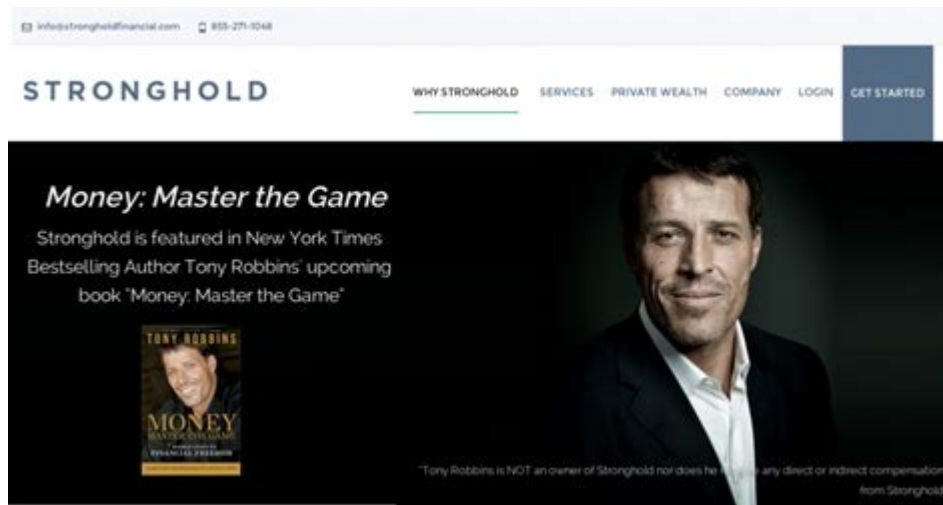 info@strongholdfinancial.com 855-271-1048
STRONGHOLD
WHY STRONGHOLD SERVICES PRIVATE WEALTH COMPANY LOGIN GET STARTED
Money: Master the Game
Stronghold is featured in New York Times
Bestselling Author Tony Robbins' upcoming
book "Money: Master the Game"
TONY ROBBINS
MONEY
MASTER THE GAME
FINANCIAL FREEDOM
"Tony Robbins is NOT an owner of Stronghold nor does he any direct or indirect compensation
from Stronghold